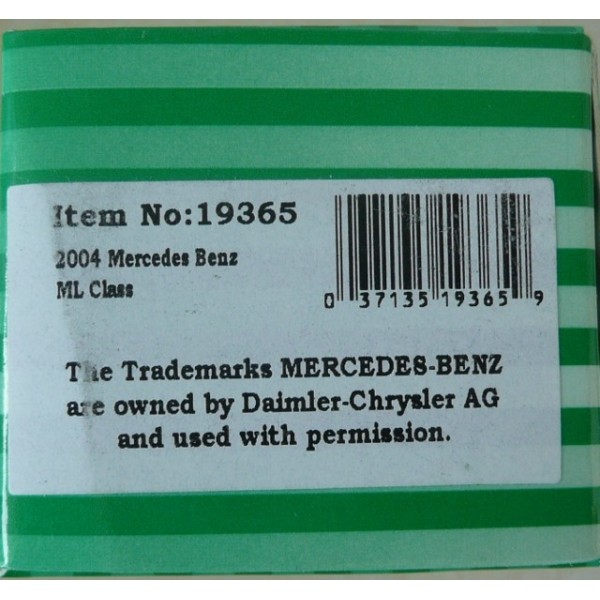 Item No:19365
2004 Mercedes Benz
ML Class
0 37135 19365 9
The Trademarks MERCEDES-BENZ
are owned by Daimler-Chrysler AG
and used with permission.